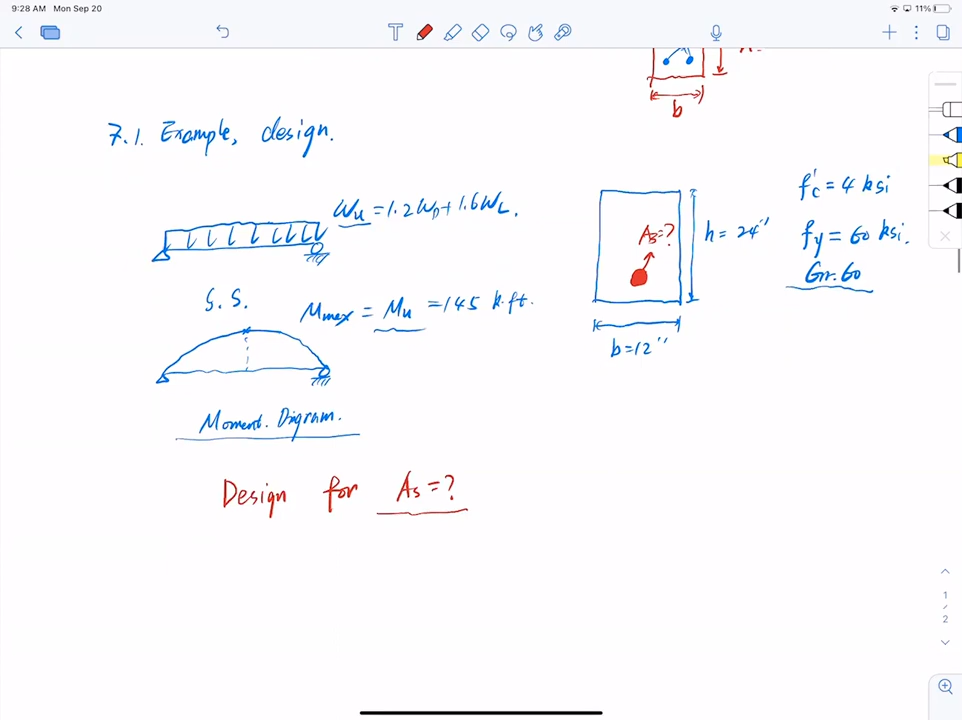 9:28 AM Mon Sep 20
11%
T
b
7.1. Example, design.
Wu = 1.2WD + 1.6WL.
f'c = 4 ksi
As=?
h = 24''
fy = 60 ksi.
Gr. 60
S. S.
Mmax = Mu = 145 k.ft.
b=12''
Moment. Digram.
Design for As=?
1
/
2